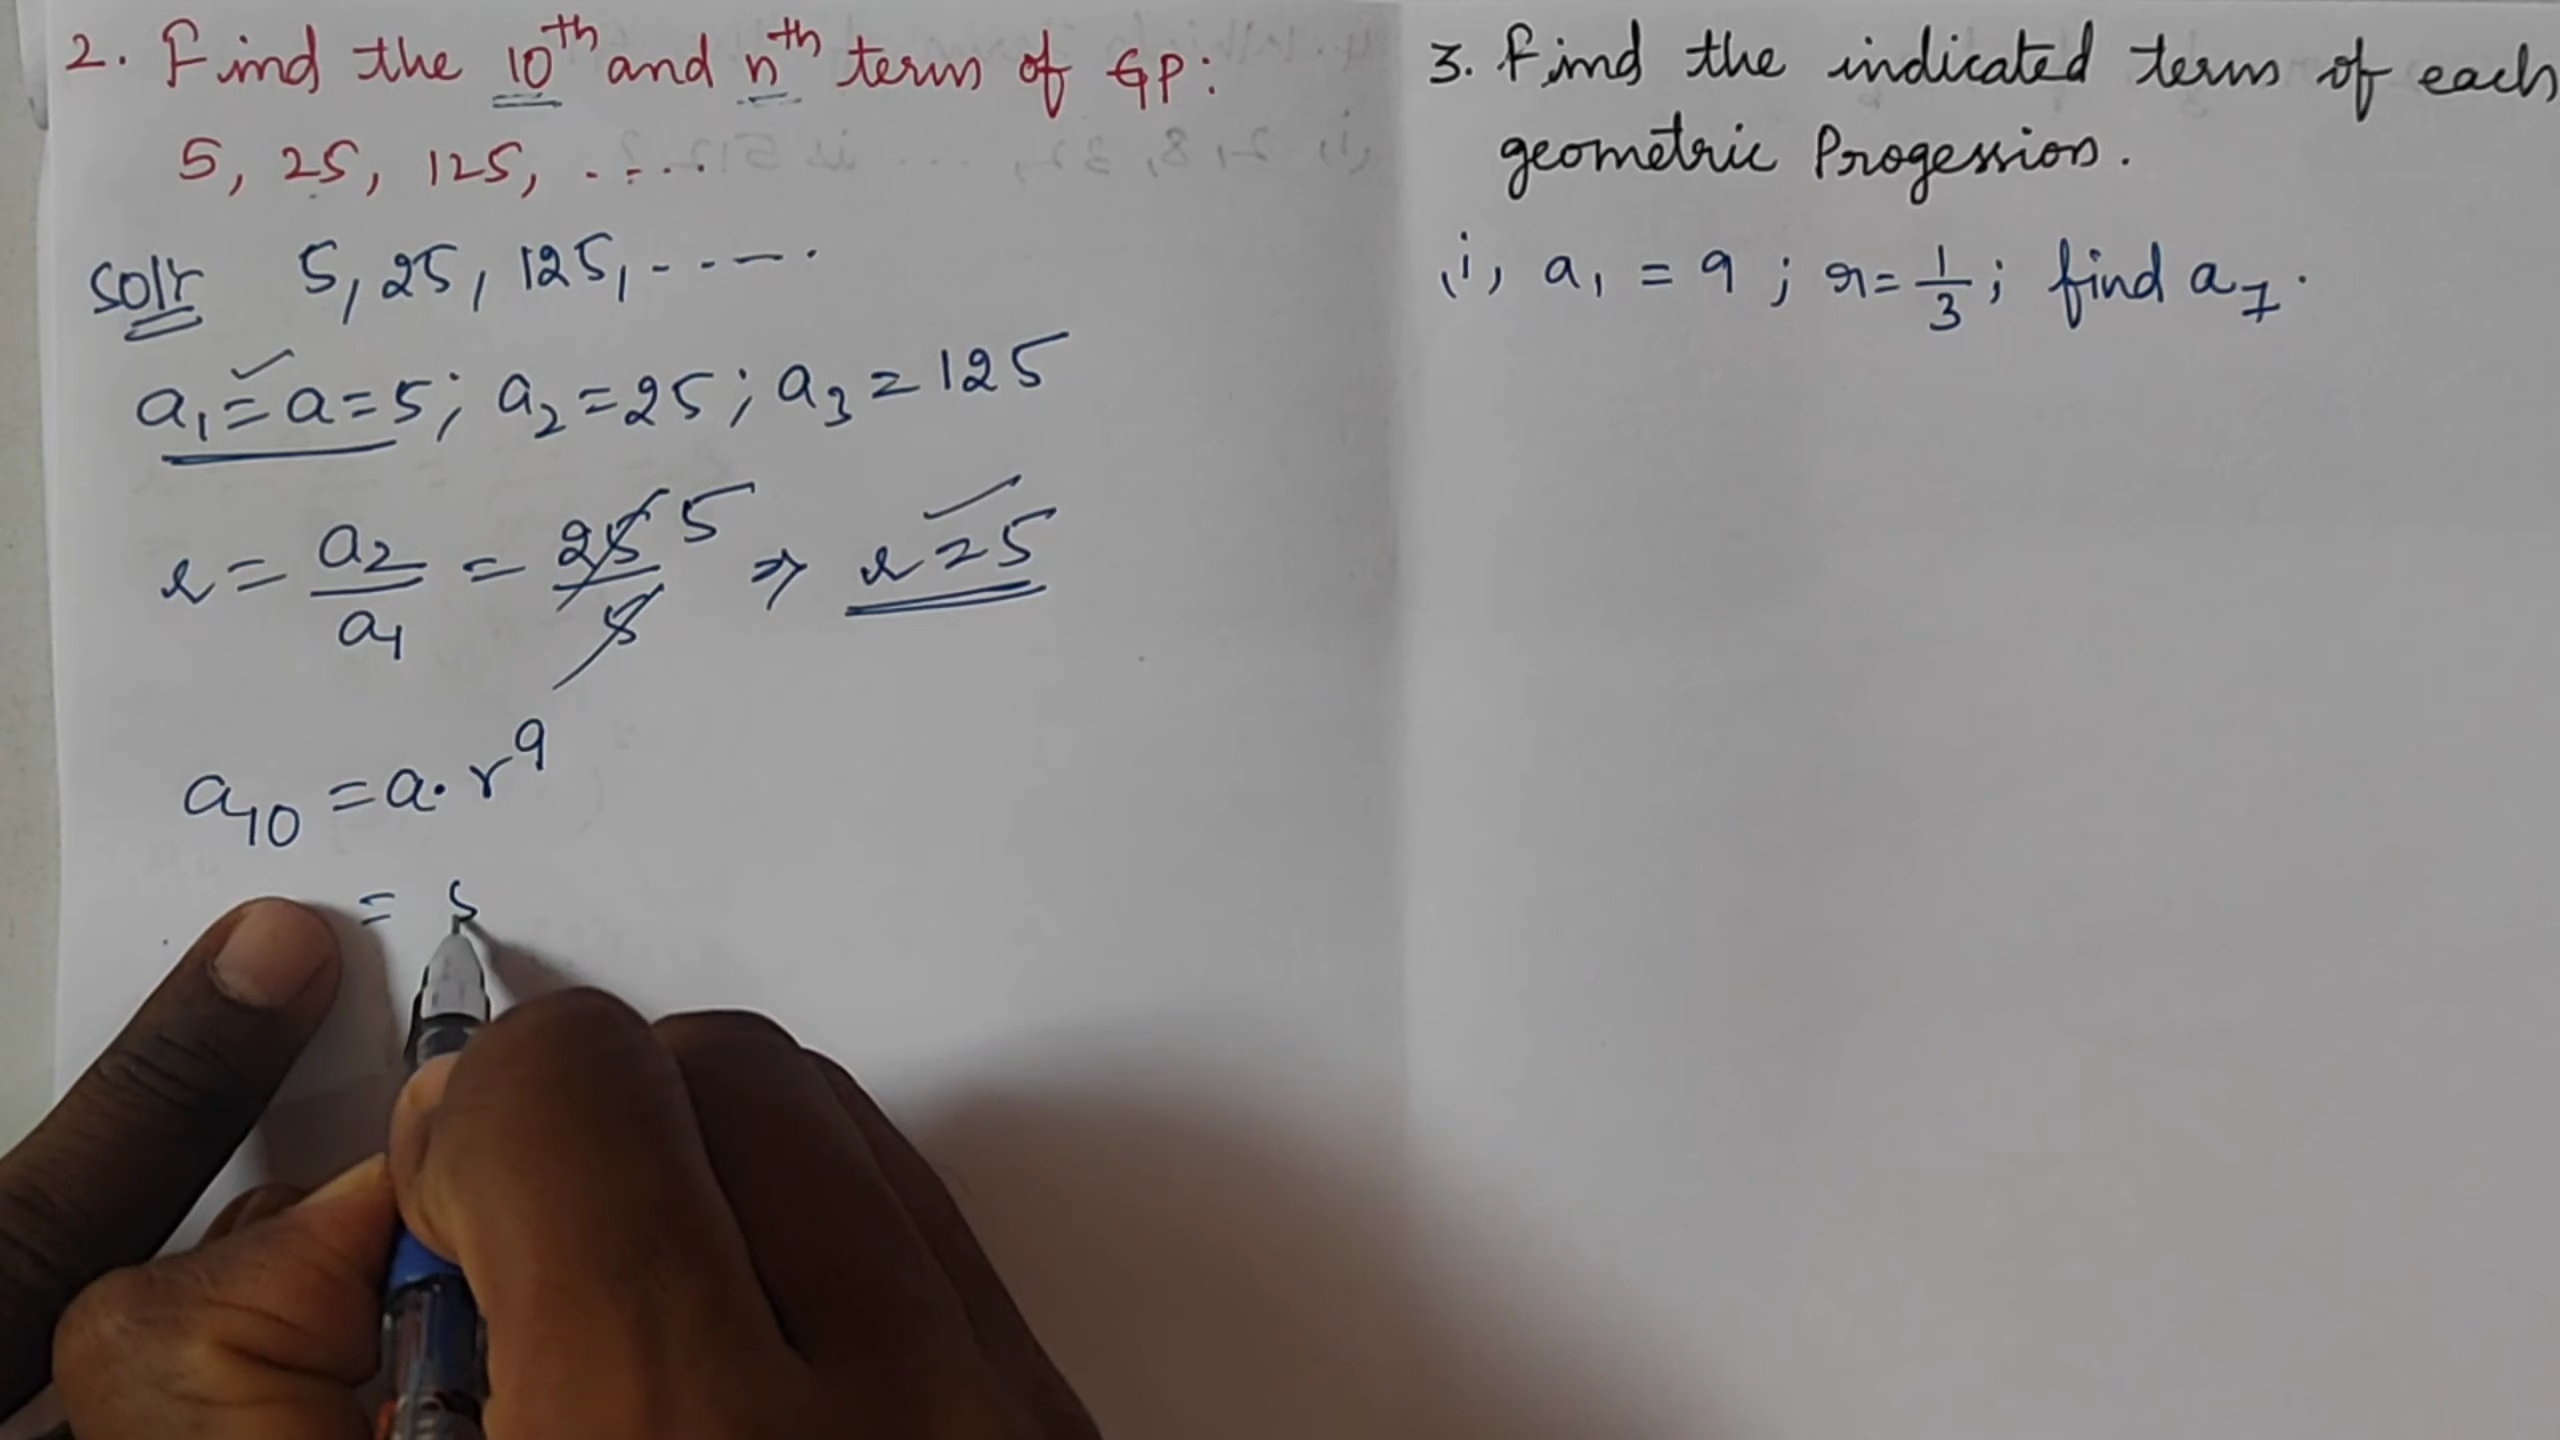 2. Find the 10th and nth term of GP:
5, 25, 125, .....
Soln 5, 25, 125, .....
a₁ = a = 5; a₂ = 25; a₃ = 125
r = a₂/a₁ = 25/5 5 ⇒ r = 5
a₁₀ = a · r⁹
= 5
3. Find the indicated term of each
geometric Progession.
(i) a₁ = 9 ; r = 1/3 ; find a₇.